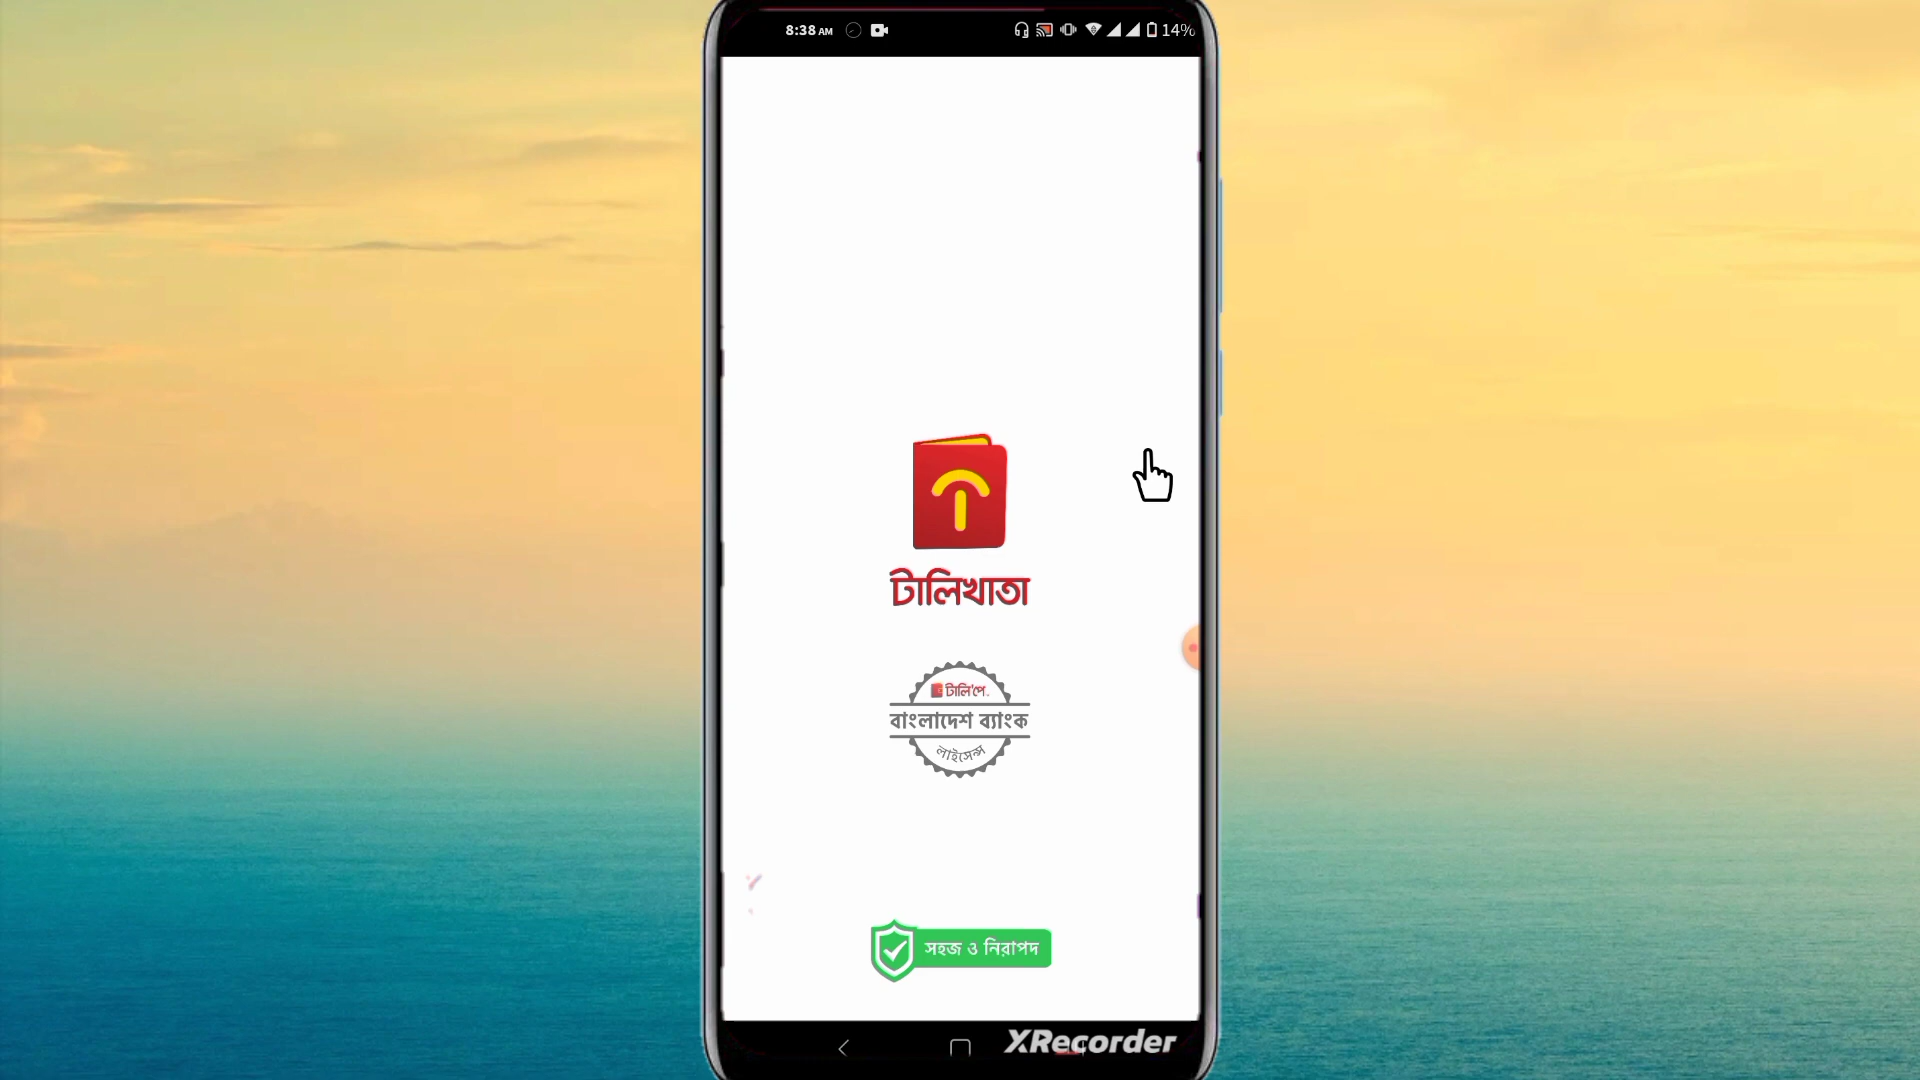 8:38 AM
14%
টালিখাতা
টালিপে
বাংলাদেশ ব্যাংক
লাইসেন্স
সহজ ও নিরাপদ
XRecorder